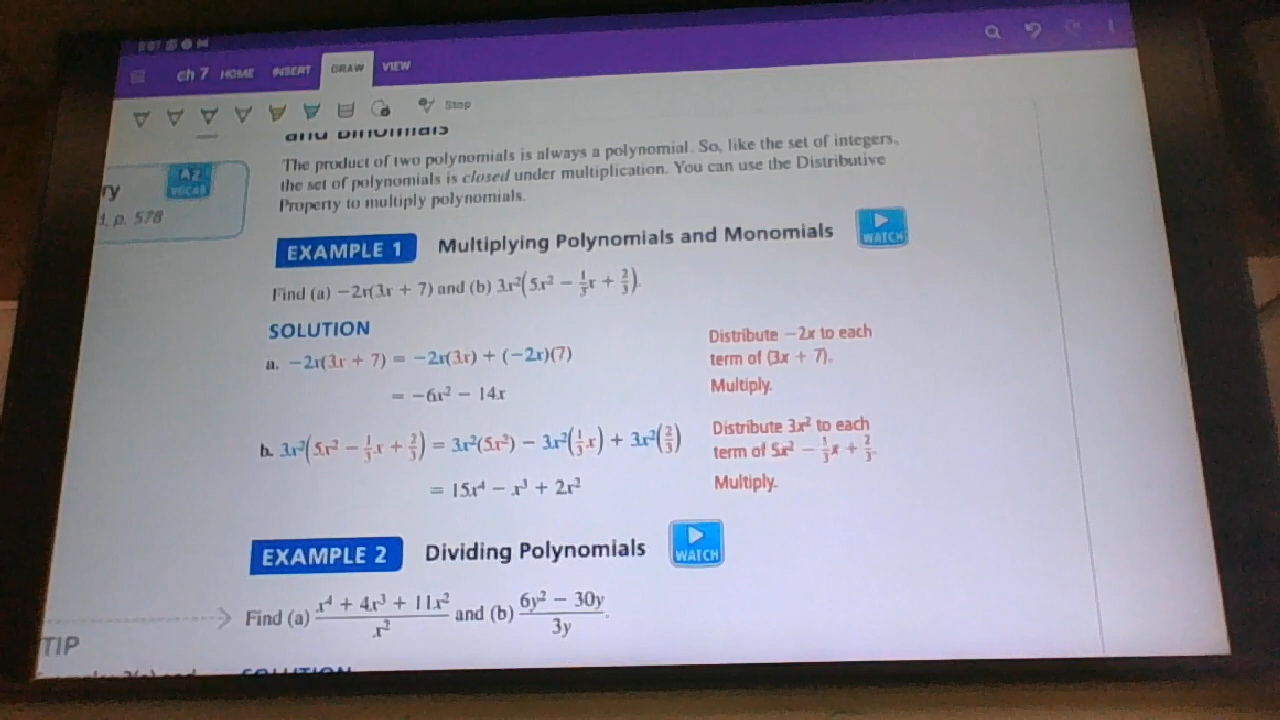 ch 7 HOME INSERT DRAW VIEW
Stop
and Binomials
The product of two polynomials is always a polynomial. So, like the set of integers,
the set of polynomials is closed under multiplication. You can use the Distributive
Property to multiply polynomials.
AZ
VOCAB
ry
p. 578
EXAMPLE 1 Multiplying Polynomials and Monomials WATCH
Find (a) −2x(3x + 7) and (b) 3x²(5x² − 1/3x + 2/3).
SOLUTION
a. −2x(3x + 7) = −2x(3x) + (−2x)(7)
Distribute −2x to each
term of (3x + 7).
= −6x² − 14x
Multiply.
b. 3x²(5x² − 1/3x + 2/3) = 3x²(5x²) − 3x²(1/3x) + 3x²(2/3)
Distribute 3x² to each
term of 5x² − 1/3x + 2/3.
= 15x⁴ − x³ + 2x²
Multiply.
EXAMPLE 2 Dividing Polynomials WATCH
Find (a) (x⁴ + 4x³ + 11x²)/x² and (b) (6y² − 30y)/3y.
TIP
SOLUTION